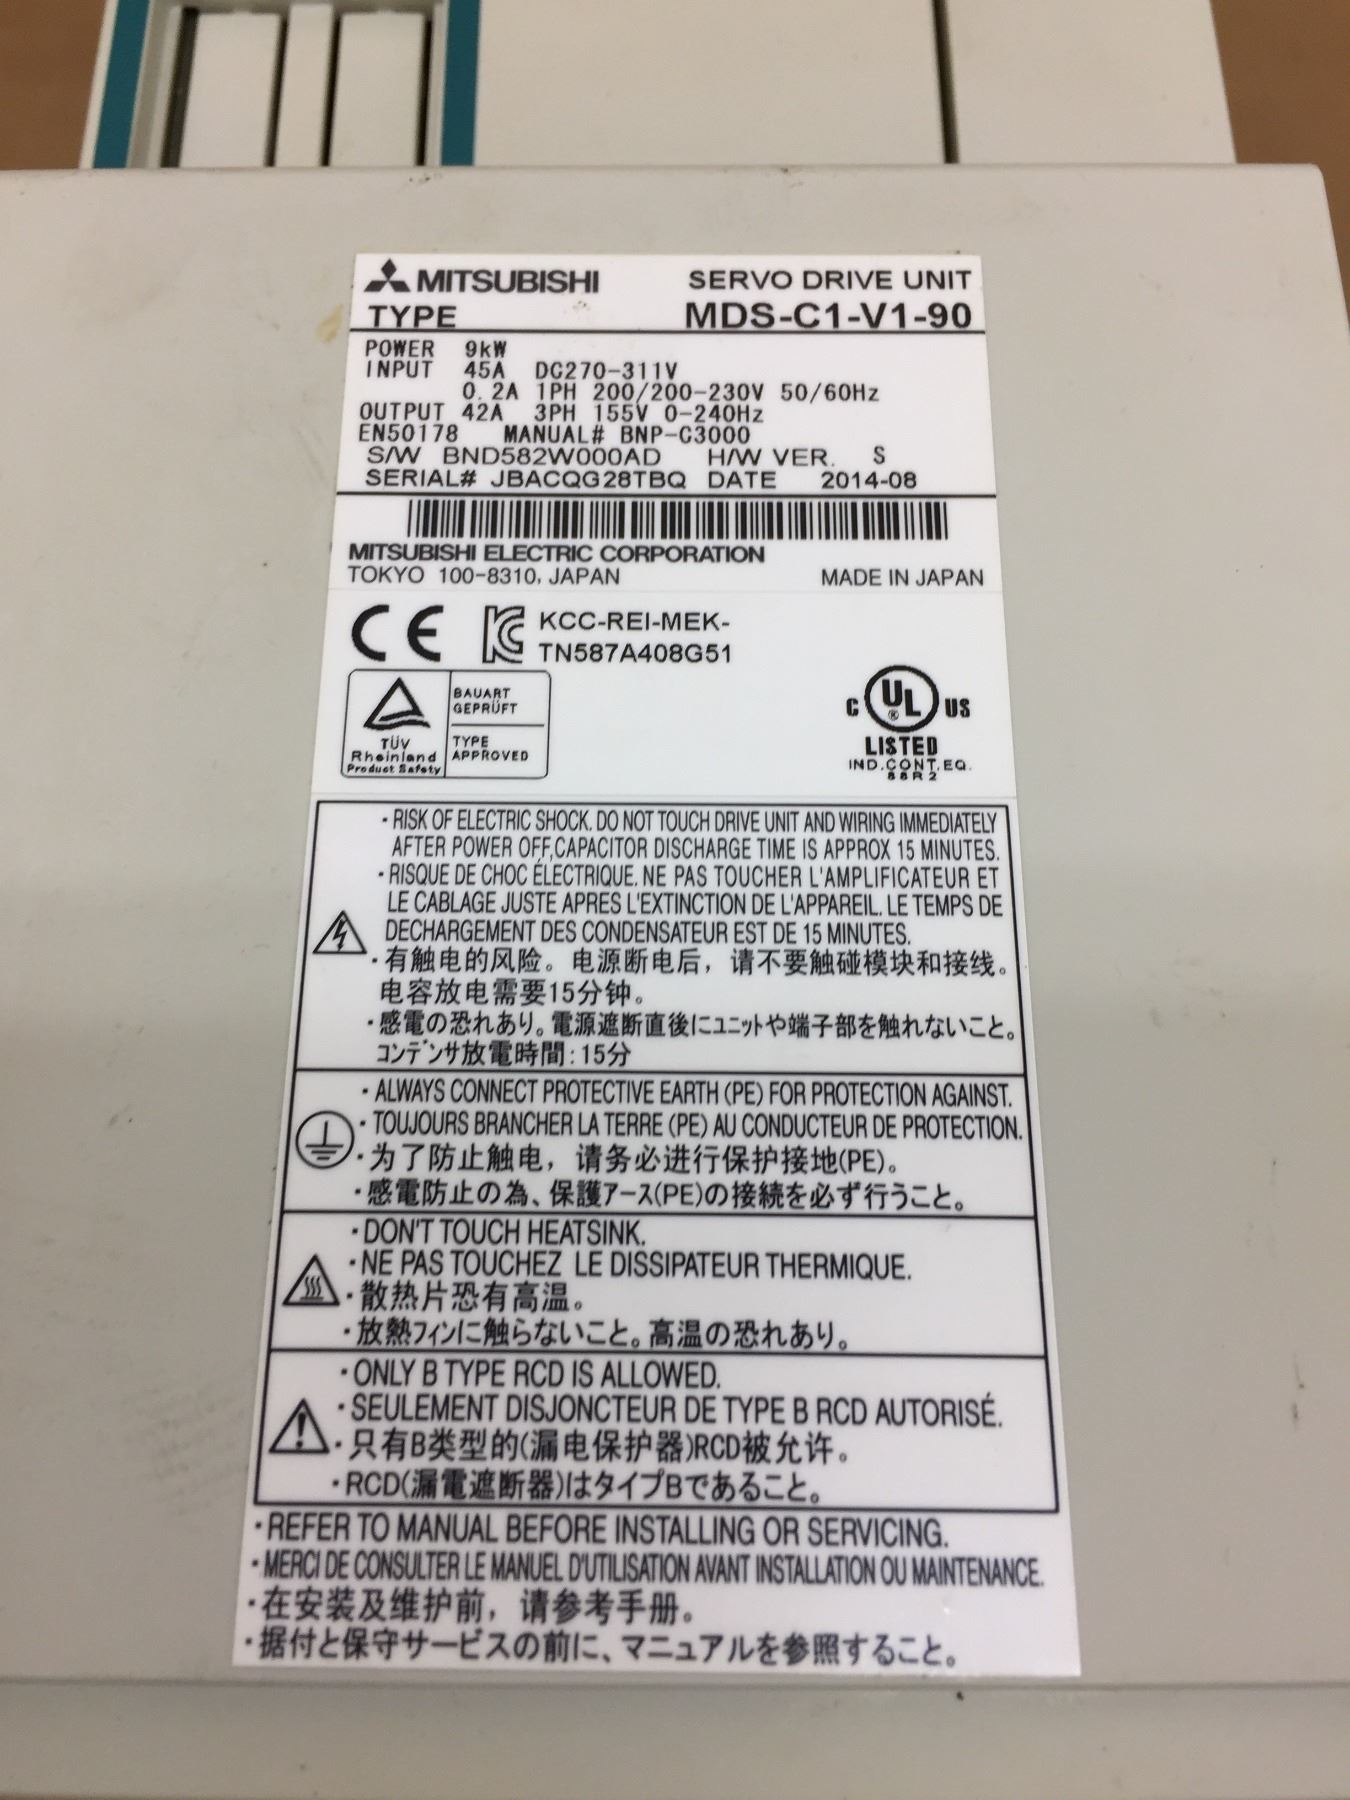 MITSUBISHI SERVO DRIVE UNIT
TYPE MDS-C1-V1-90
POWER 9kW
INPUT 45A DC270-311V
0.2A 1PH 200/200-230V 50/60Hz
OUTPUT 42A 3PH 155V 0-240Hz
EN50178 MANUAL# BNP-C3000
S/W BND582W000AD H/W VER. S
SERIAL# JBACQG28TBQ DATE 2014-08
MITSUBISHI ELECTRIC CORPORATION
TOKYO 100-8310, JAPAN MADE IN JAPAN
CE KCC-REI-MEK-
TN587A408G51
BAUART
GEPRÜFT
TÜV
Rheinland
Product Safety
TYPE
APPROVED
C UL ® US
LISTED
IND.CONT.EQ.
88R2
・RISK OF ELECTRIC SHOCK. DO NOT TOUCH DRIVE UNIT AND WIRING IMMEDIATELY
AFTER POWER OFF,CAPACITOR DISCHARGE TIME IS APPROX 15 MINUTES.
・RISQUE DE CHOC ÉLECTRIQUE. NE PAS TOUCHER L'AMPLIFICATEUR ET
LE CABLAGE JUSTE APRES L'EXTINCTION DE L'APPAREIL. LE TEMPS DE
DECHARGEMENT DES CONDENSATEUR EST DE 15 MINUTES.
・有触电的风险。电源断电后，请不要触碰模块和接线。
电容放电需要15分钟。
・感電の恐れあり。電源遮断直後にユニットや端子部を触れないこと。
コンデンサ放電時間：15分
・ALWAYS CONNECT PROTECTIVE EARTH (PE) FOR PROTECTION AGAINST.
・TOUJOURS BRANCHER LA TERRE (PE) AU CONDUCTEUR DE PROTECTION.
・为了防止触电，请务必进行保护接地(PE)。
・感電防止の為、保護アース(PE)の接続を必ず行うこと。
・DON'T TOUCH HEATSINK.
・NE PAS TOUCHEZ LE DISSIPATEUR THERMIQUE.
・散热片恐有高温。
・放熱フィンに触らないこと。高温の恐れあり。
・ONLY B TYPE RCD IS ALLOWED.
・SEULEMENT DISJONCTEUR DE TYPE B RCD AUTORISÉ.
・只有B类型的(漏电保护器)RCD被允许。
・RCD(漏電遮断器)はタイプBであること。
・REFER TO MANUAL BEFORE INSTALLING OR SERVICING.
・MERCI DE CONSULTER LE MANUEL D'UTILISATION AVANT INSTALLATION OU MAINTENANCE.
・在安装及维护前，请参考手册。
・据付と保守サービスの前に、マニュアルを参照すること。